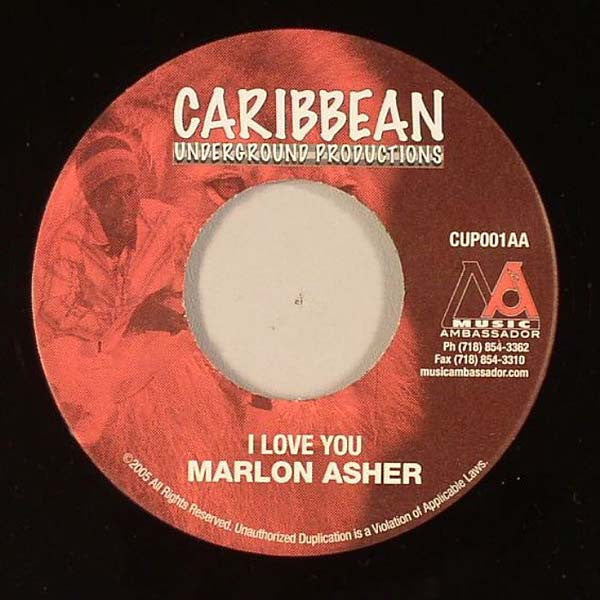 CARIBBEAN
UNDERGROUND PRODUCTIONS
CUP001AA
MA
MUSIC
AMBASSADOR
Ph (718) 854-3362
Fax (718) 854-3310
musicambassador.com
I LOVE YOU
MARLON ASHER
©2005 All Rights Reserved. Unauthorized Duplication is a Violation of Applicable Laws.